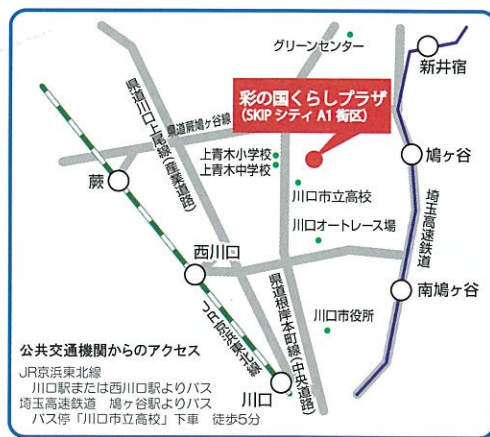 グリーンセンター
新井宿
彩の国くらしプラザ
(SKIPシティ A1街区)
県道川口上尾線(産業道路)
県道蕨鳩ヶ谷線
上青木小学校
上青木中学校
鳩ヶ谷
蕨
川口市立高校
川口オートレース場
埼玉高速鉄道
西川口
南鳩ヶ谷
県道根岸本町線(中央道路)
川口市役所
JR京浜東北線
川口
公共交通機関からのアクセス
JR京浜東北線
川口駅または西川口駅よりバス
埼玉高速鉄道 鳩ヶ谷駅よりバス
バス停「川口市立高校」下車 徒歩5分